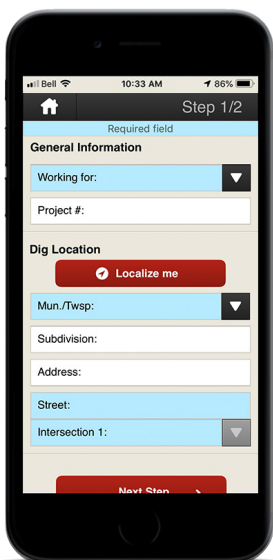 Bell 10:33 AM 86%
Step 1/2
Required field
General Information
Working for:
Project #:
Dig Location
Localize me
Mun./Twsp:
Subdivision:
Address:
Street:
Intersection 1:
Next Step